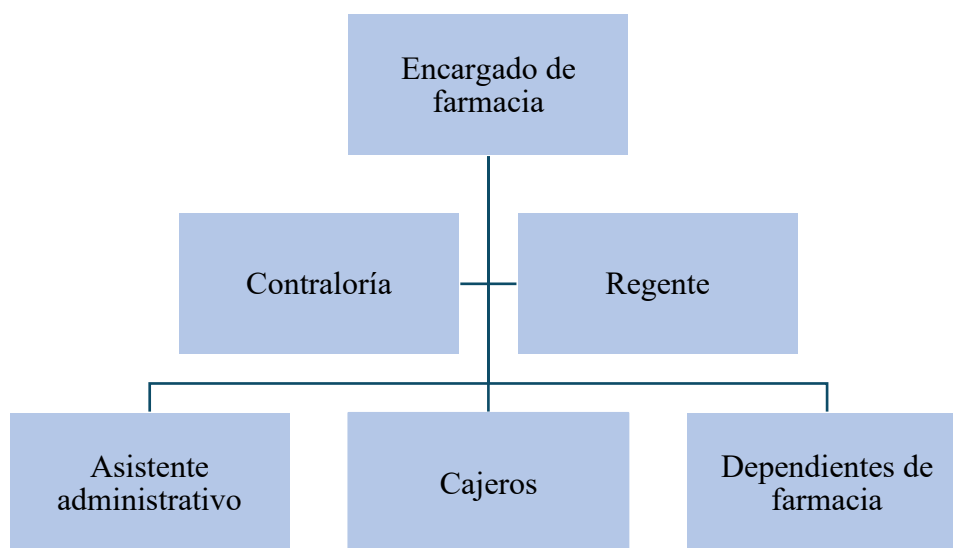 Encargado de
farmacia
Contraloría
Regente
Asistente
administrativo
Cajeros
Dependientes de
farmacia